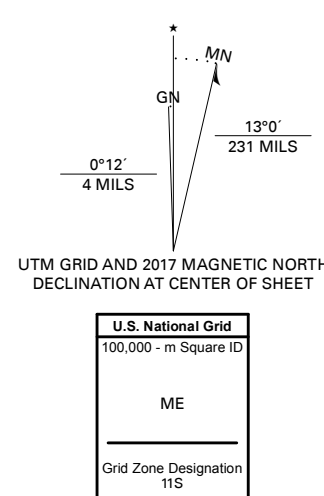 ★
MN
GN
13°0´
231 MILS
0°12´
4 MILS
UTM GRID AND 2017 MAGNETIC NORTH
DECLINATION AT CENTER OF SHEET
U.S. National Grid
100,000 - m Square ID
ME
Grid Zone Designation
11S